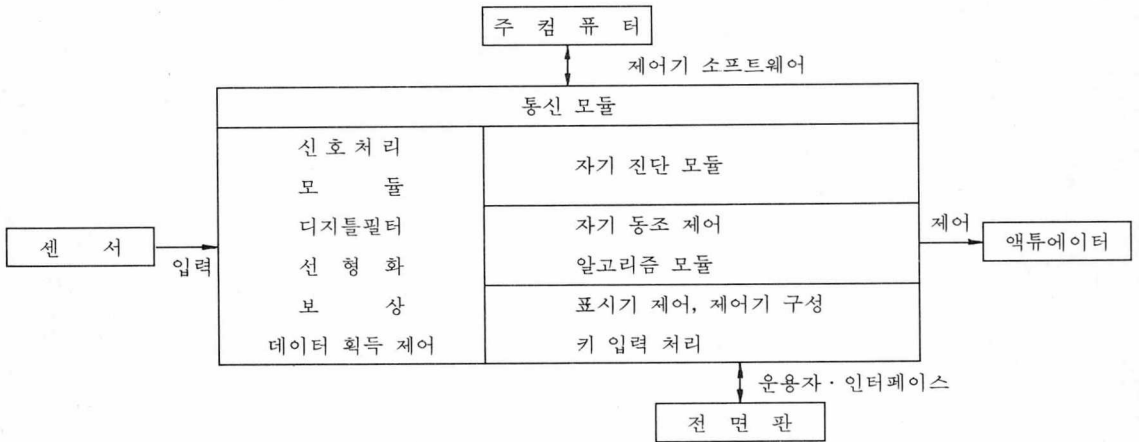 주 컴 퓨 터
제어기 소프트웨어
통신 모듈
신호처리
모 듈
디지틀필터
선 형 화
보 상
데이터 획득 제어
자기 진단 모듈
자기 동조 제어
알고리즘 모듈
표시기 제어, 제어기 구성
키 입력 처리
센 서
입력
제어
액튜에이터
운용자·인터페이스
전 면 판